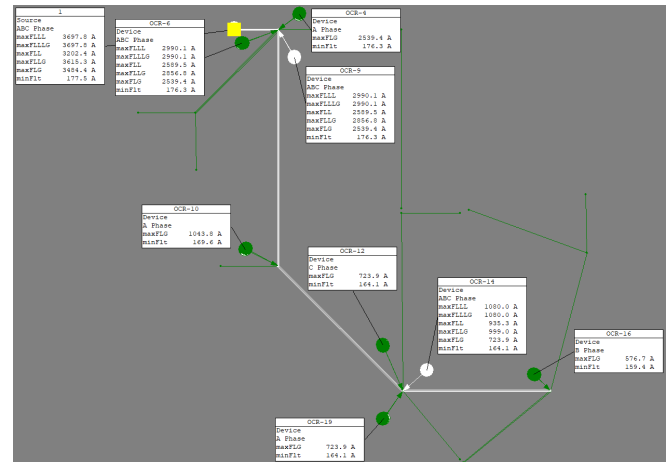 1
Source
ABC Phase
maxFLLL 3697.8 A
maxFLLLG 3697.8 A
maxFLL 3202.4 A
maxFLLG 3615.3 A
maxFLG 3484.4 A
minFlt 177.5 A
OCR-6
Device
ABC Phase
maxFLLL 2990.1 A
maxFLLLG 2990.1 A
maxFLL 2589.5 A
maxFLLG 2856.8 A
maxFLG 2539.4 A
minFlt 176.3 A
OCR-4
Device
A Phase
maxFLG 2539.4 A
minFlt 176.3 A
OCR-9
Device
ABC Phase
maxFLLL 2990.1 A
maxFLLLG 2990.1 A
maxFLL 2589.5 A
maxFLLG 2856.8 A
maxFLG 2539.4 A
minFlt 176.3 A
OCR-10
Device
A Phase
maxFLG 1043.8 A
minFlt 169.6 A
OCR-12
Device
C Phase
maxFLG 723.9 A
minFlt 164.1 A
OCR-14
Device
ABC Phase
maxFLLL 1080.0 A
maxFLLLG 1080.0 A
maxFLL 935.3 A
maxFLLG 999.0 A
maxFLG 723.9 A
minFlt 164.1 A
OCR-16
Device
B Phase
maxFLG 576.7 A
minFlt 159.4 A
OCR-19
Device
A Phase
maxFLG 723.9 A
minFlt 164.1 A